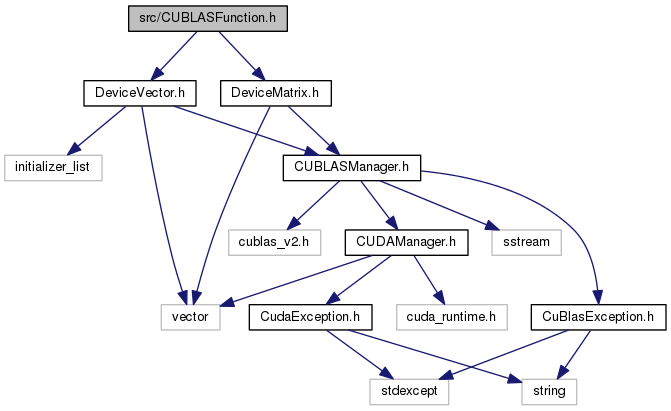 src/CUBLASFunction.h
DeviceVector.h
DeviceMatrix.h
initializer_list
CUBLASManager.h
cublas_v2.h
CUDAManager.h
sstream
vector
CudaException.h
cuda_runtime.h
CuBlasException.h
stdexcept
string